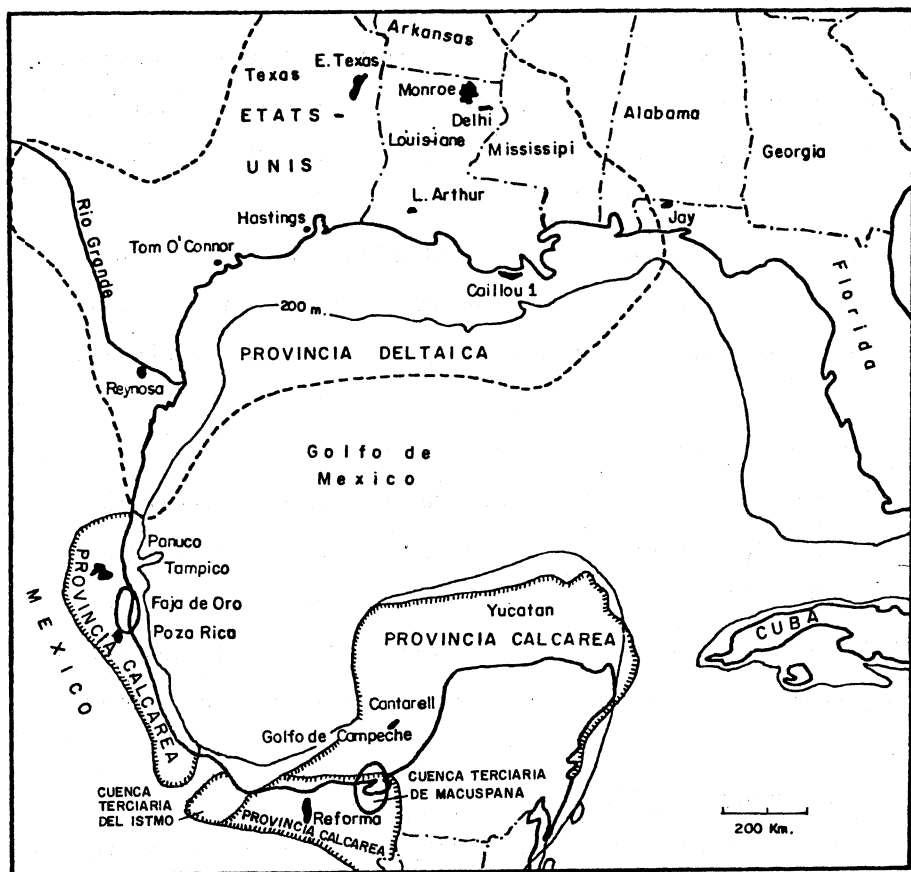 Arkansas
E. Texas
Texas
Monroe
ETATS -
Delhi
Alabama
Louisiane
Mississipi
Georgia
UNIS
L. Arthur
Hastings
Jay
Rio Grande
Tom O'Connor
Caillou 1
Florida
200 m.
PROVINCIA DELTAICA
Reynosa
Golfo de
Mexico
Panuco
Tampico
PROVINCIA CALCAREA
MEXICO
Faja de Oro
Poza Rica
Yucatan
PROVINCIA CALCAREA
CUBA
Cantarell
Golfo de Campeche
CUENCA
TERCIARIA
DEL ISTMO
CUENCA TERCIARIA
DE MACUSPANA
Reforma
PROVINCIA CALCAREA
200 Km.